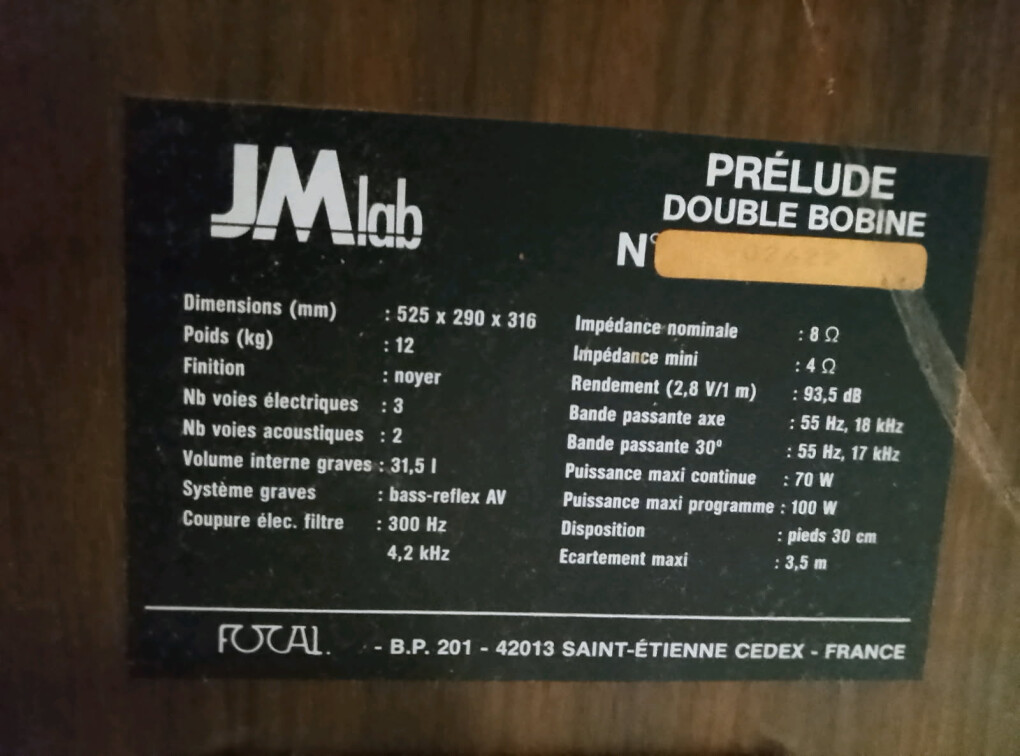 JMlab
PRÉLUDE
DOUBLE BOBINE
N°
Dimensions (mm) : 525 x 290 x 316
Poids (kg) : 12
Finition : noyer
Nb voies électriques : 3
Nb voies acoustiques : 2
Volume interne graves : 31,5 l
Système graves : bass-reflex AV
Coupure élec. filtre : 300 Hz
4,2 kHz
Impédance nominale : 8 Ω
Impédance mini : 4 Ω
Rendement (2,8 V/1 m) : 93,5 dB
Bande passante axe : 55 Hz, 18 kHz
Bande passante 30° : 55 Hz, 17 kHz
Puissance maxi continue : 70 W
Puissance maxi programme : 100 W
Disposition : pieds 30 cm
Ecartement maxi : 3,5 m
FOCAL. - B.P. 201 - 42013 SAINT-ÉTIENNE CEDEX - FRANCE